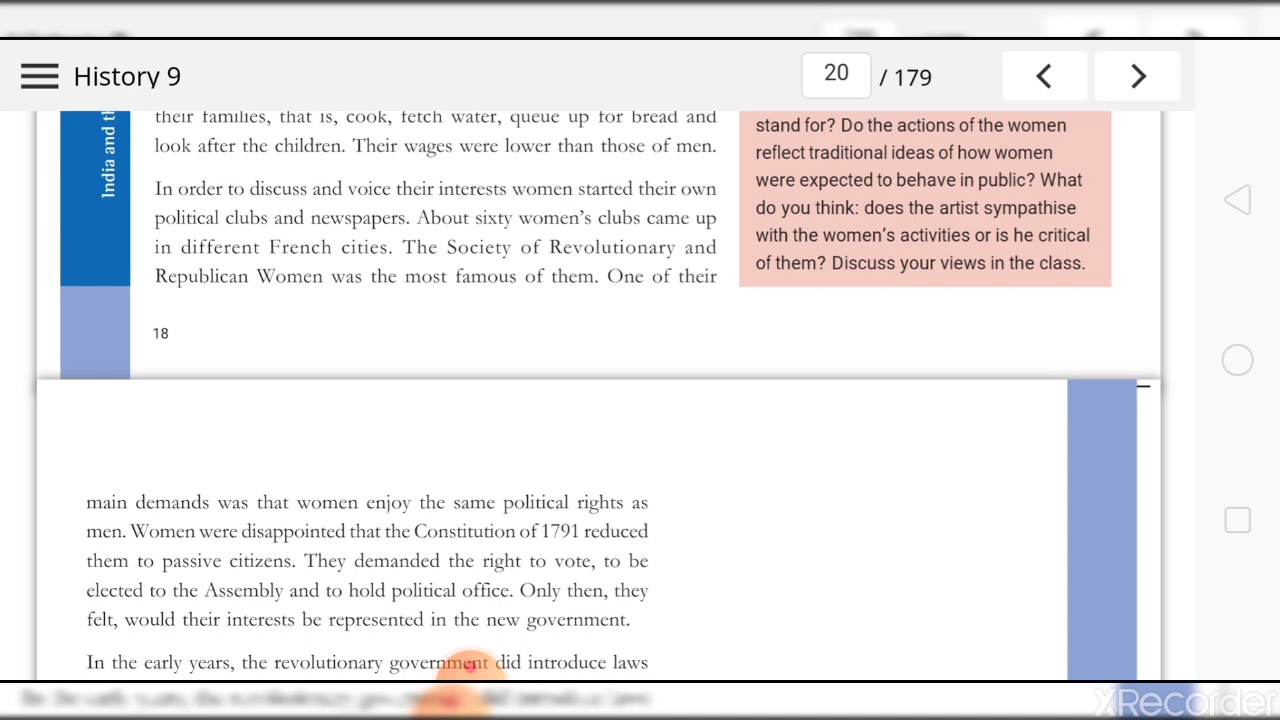 History 9
20 / 179
India and th
their families, that is, cook, fetch water, queue up for bread and
look after the children. Their wages were lower than those of men.
In order to discuss and voice their interests women started their own
political clubs and newspapers. About sixty women's clubs came up
in different French cities. The Society of Revolutionary and
Republican Women was the most famous of them. One of their
18
stand for? Do the actions of the women
reflect traditional ideas of how women
were expected to behave in public? What
do you think: does the artist sympathise
with the women's activities or is he critical
of them? Discuss your views in the class.
main demands was that women enjoy the same political rights as
men. Women were disappointed that the Constitution of 1791 reduced
them to passive citizens. They demanded the right to vote, to be
elected to the Assembly and to hold political office. Only then, they
felt, would their interests be represented in the new government.
In the early years, the revolutionary government did introduce laws
XRecorder